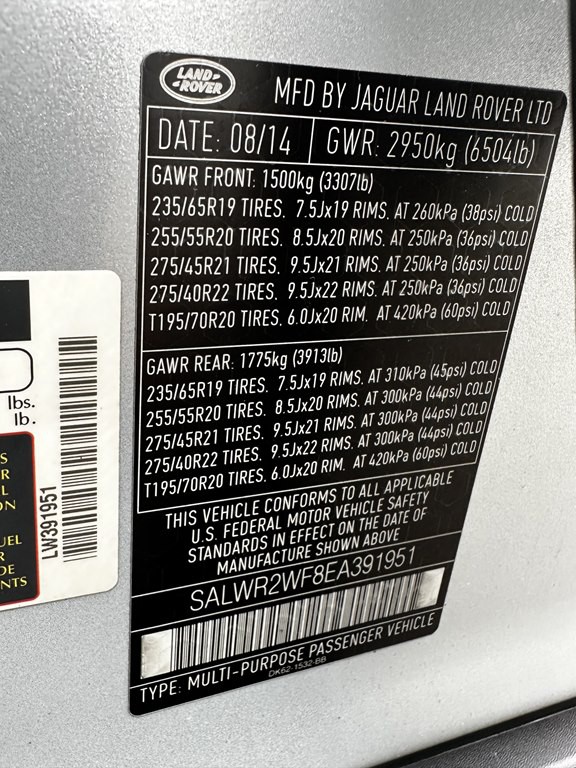 LAND-
-ROVER
MFD BY JAGUAR LAND ROVER LTD
DATE: 08/14
GWR: 2950kg (6504lb)
GAWR FRONT: 1500kg (3307lb)
235/65R19 TIRES. 7.5Jx19 RIMS. AT 260kPa (38psi) COLD
255/55R20 TIRES. 8.5Jx20 RIMS. AT 250kPa (36psi) COLD
275/45R21 TIRES. 9.5Jx21 RIMS. AT 250kPa (36psi) COLD
275/40R22 TIRES. 9.5Jx22 RIMS. AT 250kPa (36psi) COLD
T195/70R20 TIRES. 6.0Jx20 RIM. AT 420kPa (60psi) COLD
GAWR REAR: 1775kg (3913lb)
235/65R19 TIRES. 7.5Jx19 RIMS. AT 310kPa (45psi) COLD
255/55R20 TIRES. 8.5Jx20 RIMS. AT 300kPa (44psi) COLD
275/45R21 TIRES. 9.5Jx21 RIMS. AT 300kPa (44psi) COLD
275/40R22 TIRES. 9.5Jx22 RIMS. AT 300kPa (44psi) COLD
T195/70R20 TIRES. 6.0Jx20 RIM. AT 420kPa (60psi) COLD
THIS VEHICLE CONFORMS TO ALL APPLICABLE
U.S. FEDERAL MOTOR VEHICLE SAFETY
STANDARDS IN EFFECT ON THE DATE OF
MANUFACTURE SHOWN ABOVE
SALWR2WF8EA391951
TYPE: MULTI-PURPOSE PASSENGER VEHICLE
DK62-1532-BB
lbs.
lb.
LW391951
S
R
L
ON
UEL
R
DE
NTS